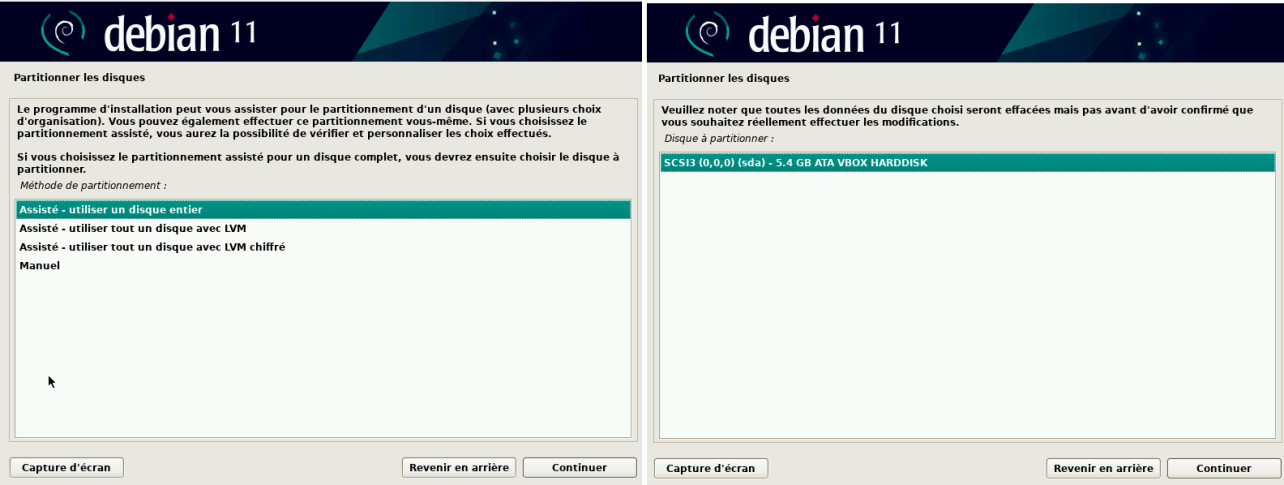 debian 11
Partitionner les disques
Le programme d'installation peut vous assister pour le partitionnement d'un disque (avec plusieurs choix
d'organisation). Vous pouvez également effectuer ce partitionnement vous-même. Si vous choisissez le
partitionnement assisté, vous aurez la possibilité de vérifier et personnaliser les choix effectués.
Si vous choisissez le partitionnement assisté pour un disque complet, vous devrez ensuite choisir le disque à
partitionner.
Méthode de partitionnement :
Assisté - utiliser un disque entier
Assisté - utiliser tout un disque avec LVM
Assisté - utiliser tout un disque avec LVM chiffré
Manuel
Capture d'écran
Revenir en arrière
Continuer
debian 11
Partitionner les disques
Veuillez noter que toutes les données du disque choisi seront effacées mais pas avant d'avoir confirmé que
vous souhaitez réellement effectuer les modifications.
Disque à partitionner :
SCSI3 (0,0,0) (sda) - 5.4 GB ATA VBOX HARDDISK
Capture d'écran
Revenir en arrière
Continuer